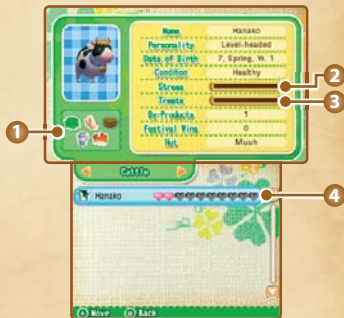 Name Hanako
Personality Level-headed
Date of Birth 7, Spring, Yr. 1
Condition Healthy
Stress
2
Treats
3
By-Products 1
Festival Wins 0
Hut Muuh
1
Cattle
Hanako
4
A Move B Back